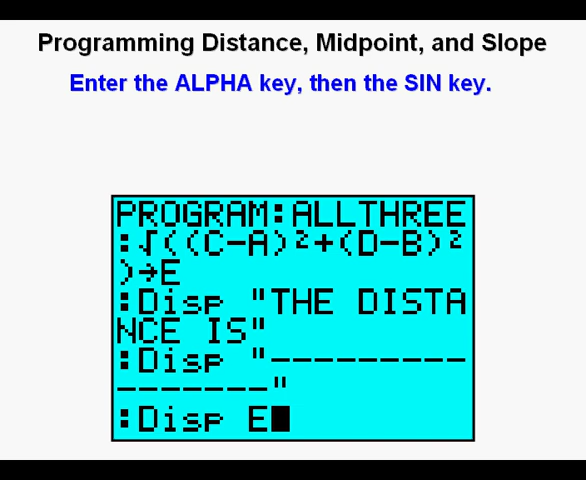 Programming Distance, Midpoint, and Slope
Enter the ALPHA key, then the SIN key.
PROGRAM:ALLTHREE
:√((C-A)²+(D-B)²
)→E
:Disp "THE DISTA
NCE IS"
:Disp "---------
-------"
:Disp E